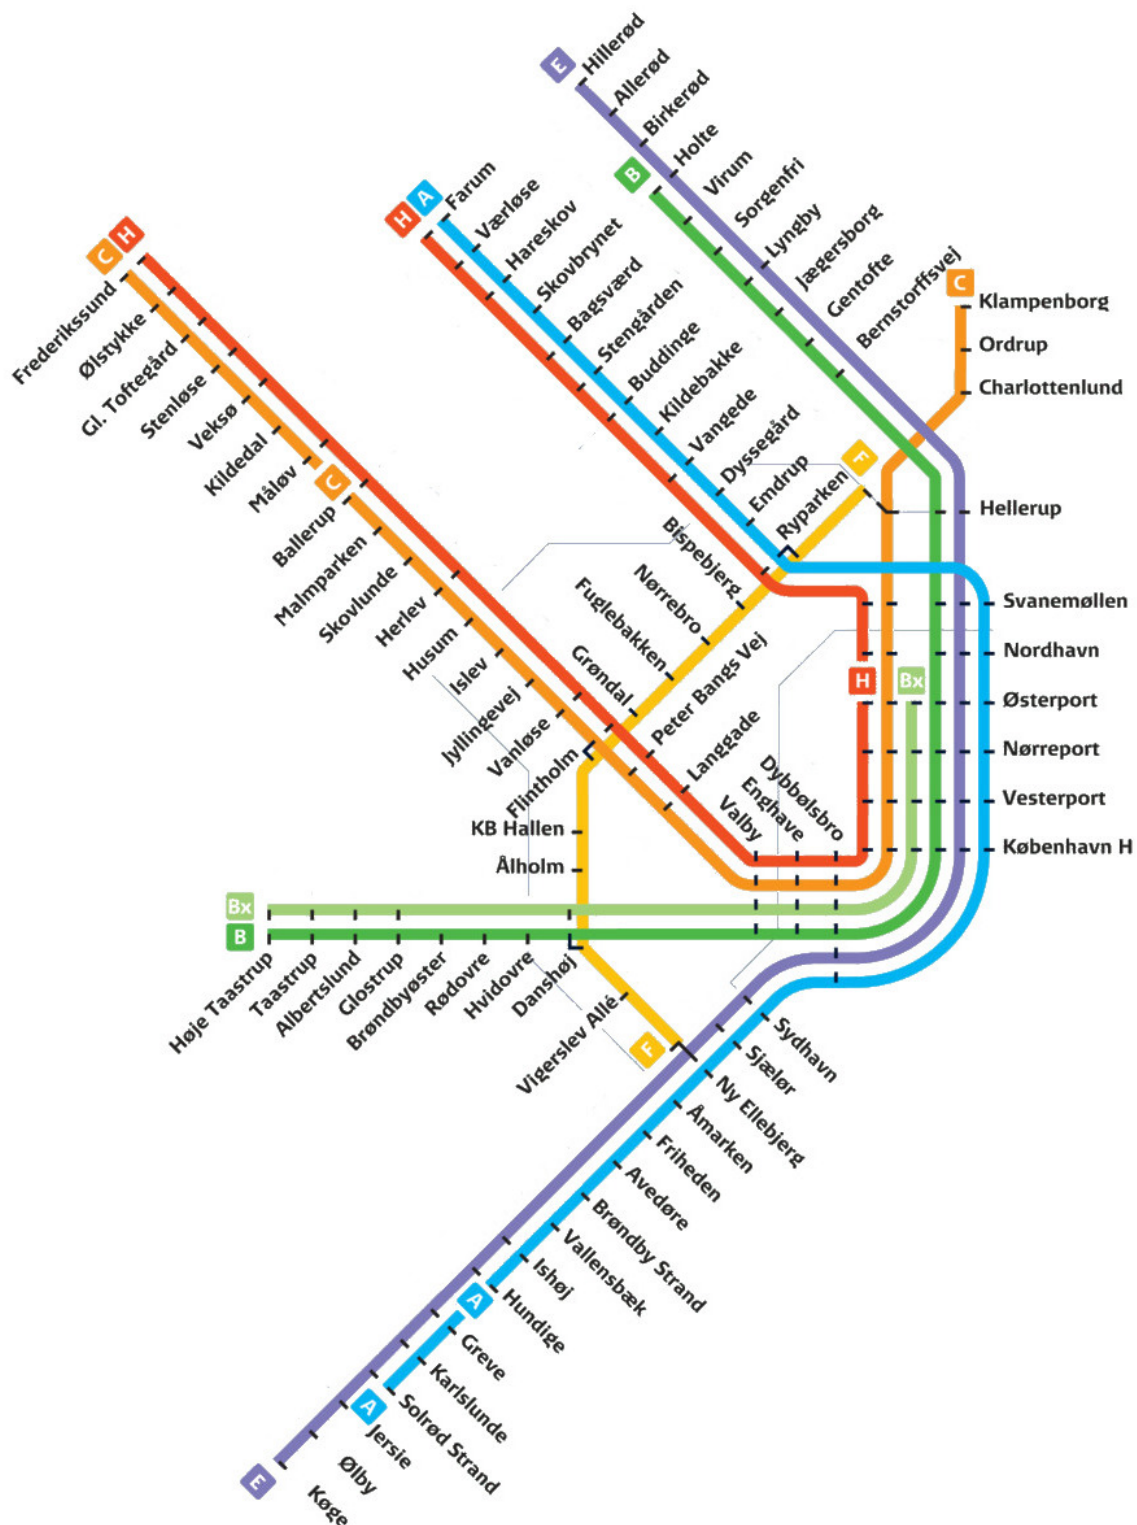 E
Hillerød
Allerød
Birkerød
Holte
Virum
Sorgenfri
Lyngby
Jægersborg
Gentofte
Bernstorffsvej
B
H
A
Farum
Værløse
Hareskov
Skovbrynet
Bagsværd
Stengården
Buddinge
Kildebakke
Vangede
Dyssegård
Emdrup
Ryparken
F
C
Klampenborg
Ordrup
Charlottenlund
Hellerup
Svanemøllen
Nordhavn
Østerport
Nørreport
Vesterport
København H
H
Bx
C
H
Frederikssund
Ølstykke
Gl. Toftegård
Stenløse
Veksø
Kildedal
Måløv
C
Ballerup
Malmparken
Skovlunde
Herlev
Husum
Islev
Jyllingevej
Vanløse
Flintholm
Bispebjerg
Nørrebro
Fuglebakken
Grøndal
Peter Bangs Vej
Langgade
Valby
Enghave
Dybbølsbro
KB Hallen
Ålholm
Bx
B
Høje Taastrup
Taastrup
Albertslund
Glostrup
Brøndbyøster
Rødovre
Hvidovre
Danshøj
Vigerslev Allé
F
Sydhavn
Sjælør
Ny Ellebjerg
Åmarken
Friheden
Avedøre
Brøndby Strand
Vallensbæk
Ishøj
Hundige
A
Greve
Karlslunde
Solrød Strand
A
Jersie
Ølby
Køge
E